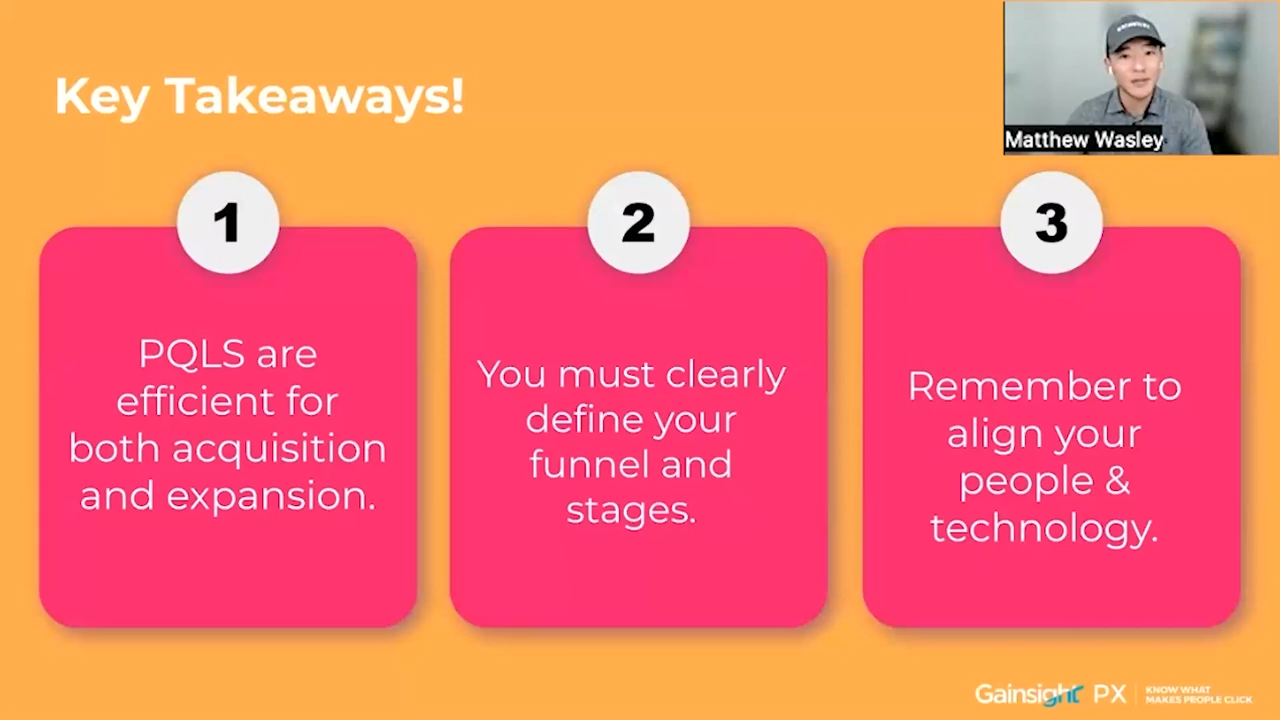 Key Takeaways!
Matthew Wasley
1
PQLS are
efficient for
both acquisition
and expansion.
2
You must clearly
define your
funnel and
stages.
3
Remember to
align your
people &
technology.
Gainsight PX
KNOW WHAT
MAKES PEOPLE CLICK